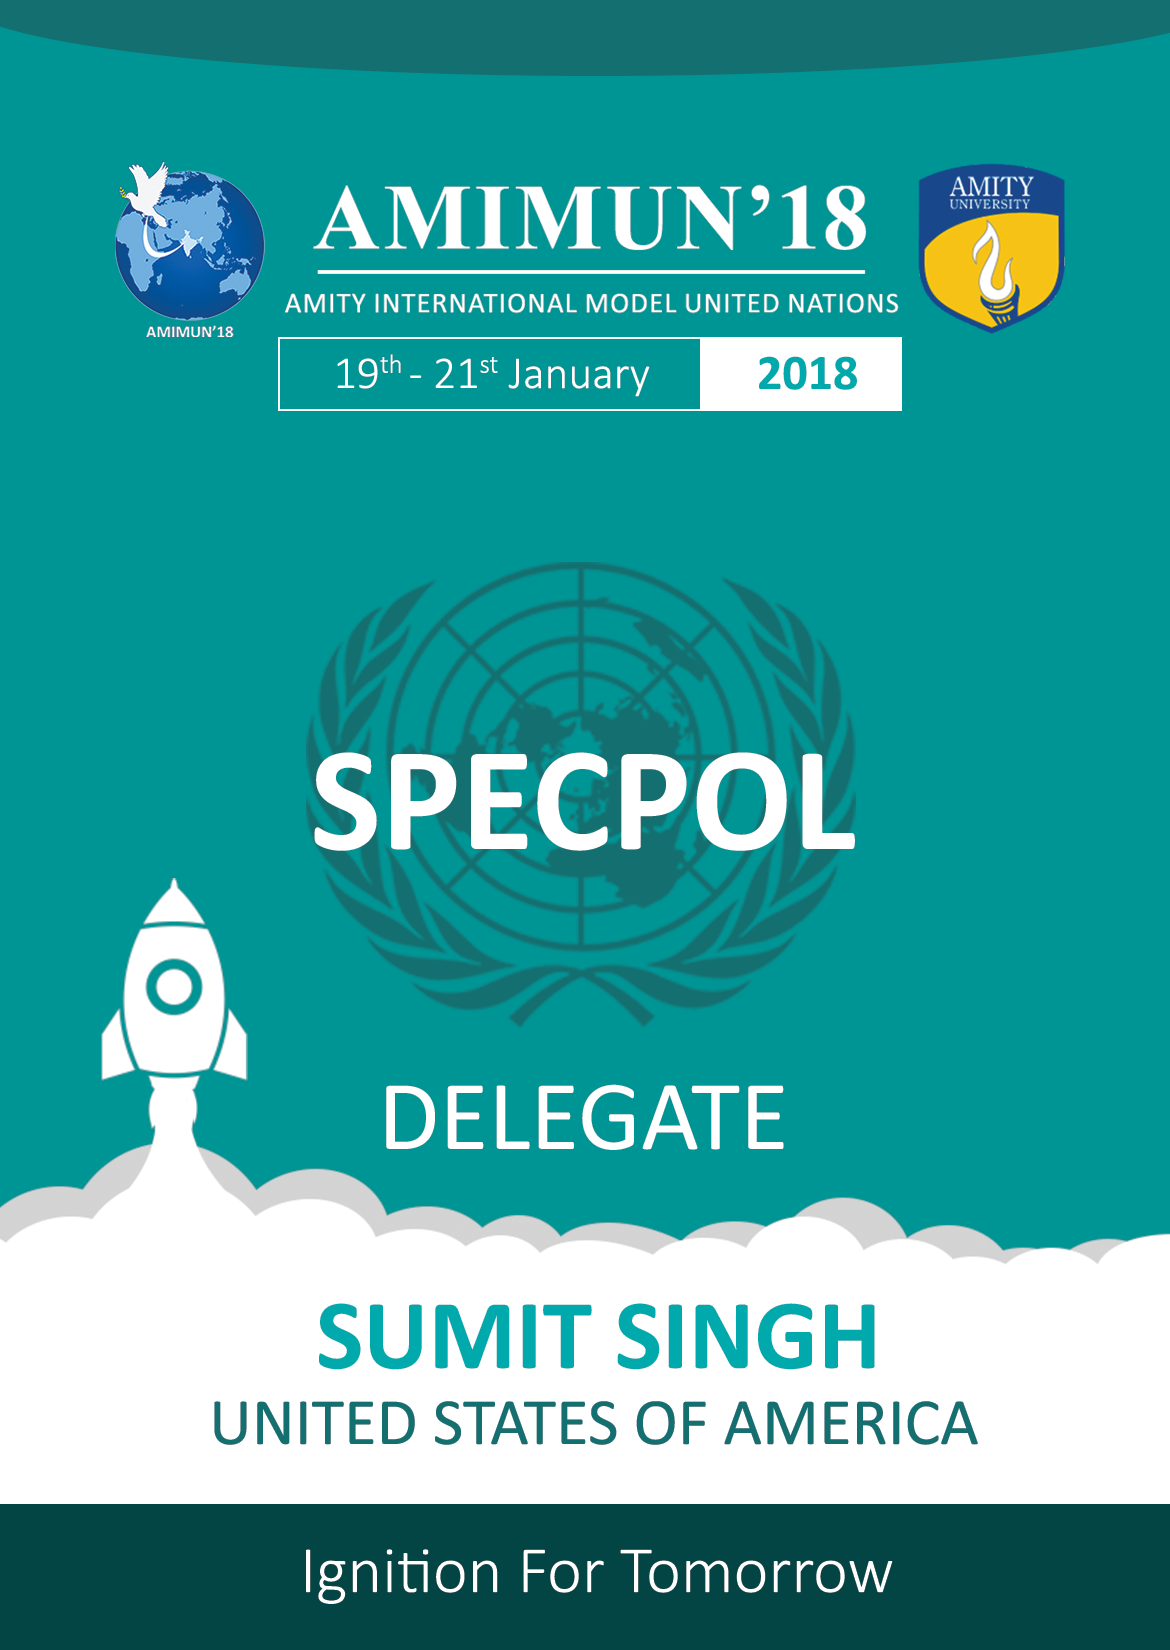 AMIMUN'18
AMITY
UNIVERSITY
AMIMUN’18
AMITY INTERNATIONAL MODEL UNITED NATIONS
19th - 21st January 2018
SPECPOL
DELEGATE
SUMIT SINGH
UNITED STATES OF AMERICA
Ignition For Tomorrow